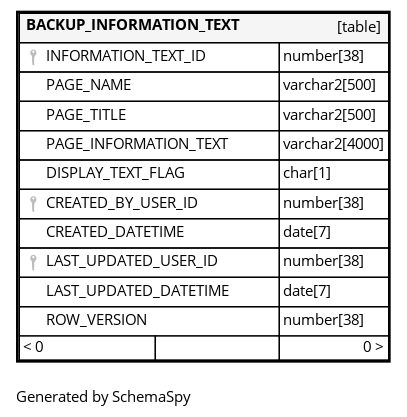 BACKUP_INFORMATION_TEXT [table]
INFORMATION_TEXT_ID number[38]
PAGE_NAME varchar2[500]
PAGE_TITLE varchar2[500]
PAGE_INFORMATION_TEXT varchar2[4000]
DISPLAY_TEXT_FLAG char[1]
CREATED_BY_USER_ID number[38]
CREATED_DATETIME date[7]
LAST_UPDATED_USER_ID number[38]
LAST_UPDATED_DATETIME date[7]
ROW_VERSION number[38]
< 0 0 >
Generated by SchemaSpy